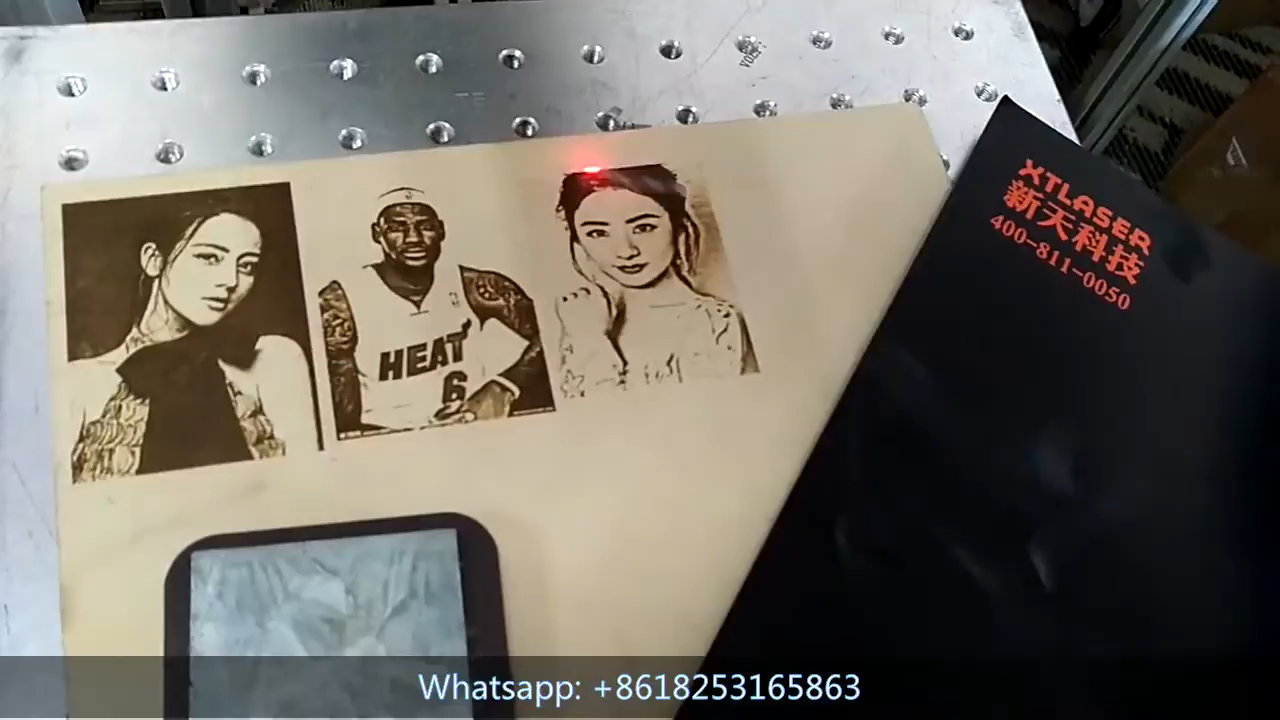 HEAT
6
XTLASER
新天科技
400-811-0050
Whatsapp: +8618253165863